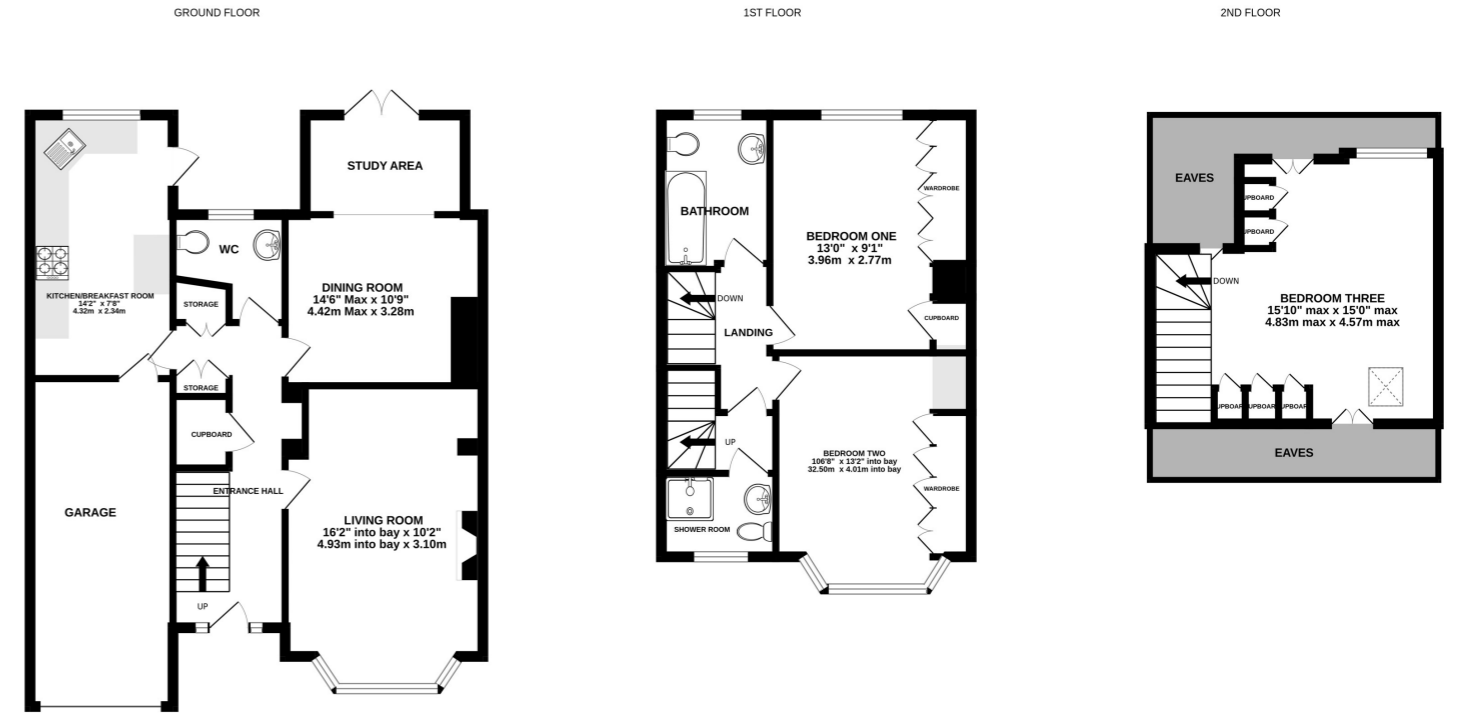 GROUND FLOOR
STUDY AREA
WC
KITCHEN/BREAKFAST ROOM
14'2" x 7'8"
4.32m x 2.34m
STORAGE
DINING ROOM
14'6" Max x 10'9"
4.42m Max x 3.28m
STORAGE
CUPBOARD
ENTRANCE HALL
GARAGE
LIVING ROOM
16'2" into bay x 10'2"
4.93m into bay x 3.10m
UP
1ST FLOOR
WARDROBE
BATHROOM
BEDROOM ONE
13'0" x 9'1"
3.96m x 2.77m
DOWN
LANDING
CUPBOARD
UP
BEDROOM TWO
106'8" x 13'2" into bay
32.50m x 4.01m into bay
WARDROBE
SHOWER ROOM
2ND FLOOR
EAVES
UPBOARD
UPBOARD
DOWN
BEDROOM THREE
15'10" max x 15'0" max
4.83m max x 4.57m max
UPBOAR
UPBOAR
UPBOAR
EAVES